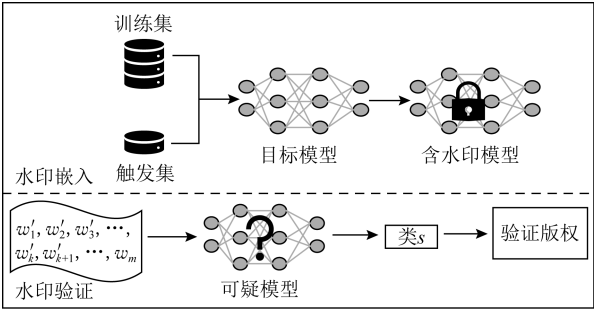 训练集
触发集
目标模型
含水印模型
水印嵌入
w′₁, w′₂, w′₃, ⋯,
w′ₖ, w′ₖ₊₁, ⋯, wₘ
?
类s
验证版权
水印验证
可疑模型